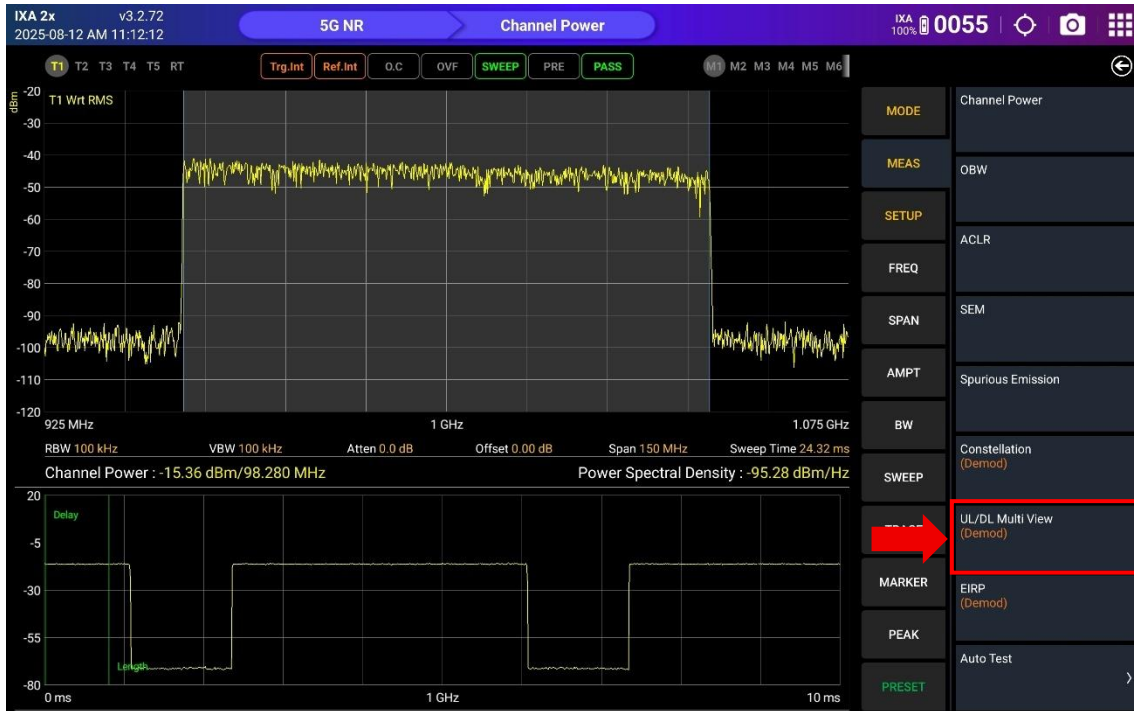 IXA 2x v3.2.72
2025-08-12 AM 11:12:12
5G NR
Channel Power
IXA
100%
0055
T1 T2 T3 T4 T5 RT
Trg.Int Ref.Int O.C OVF SWEEP PRE PASS
M1 M2 M3 M4 M5 M6
dBm
T1 Wrt RMS
-20
-30
-40
-50
-60
-70
-80
-90
-100
-110
-120
925 MHz 1 GHz 1.075 GHz
RBW 100 kHz VBW 100 kHz Atten 0.0 dB Offset 0.00 dB Span 150 MHz Sweep Time 24.32 ms
Channel Power : -15.36 dBm/98.280 MHz Power Spectral Density : -95.28 dBm/Hz
20
-5
-30
-55
-80
Delay
Length
0 ms 1 GHz 10 ms
MODE
MEAS
SETUP
FREQ
SPAN
AMPT
BW
SWEEP
MARKER
PEAK
PRESET
Channel Power
OBW
ACLR
SEM
Spurious Emission
Constellation
(Demod)
UL/DL Multi View
(Demod)
EIRP
(Demod)
Auto Test